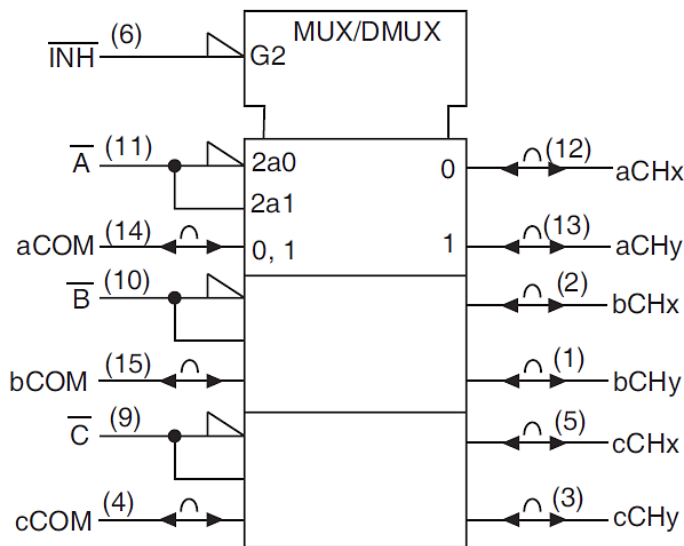 MUX/DMUX
I̅N̅H̅ (6) G2
A̅ (11) 2a0 0 (12) aCHx
2a1
aCOM (14) 0, 1 1 (13) aCHy
B̅ (10) (2) bCHx
bCOM (15) (1) bCHy
C̅ (9) (5) cCHx
cCOM (4) (3) cCHy